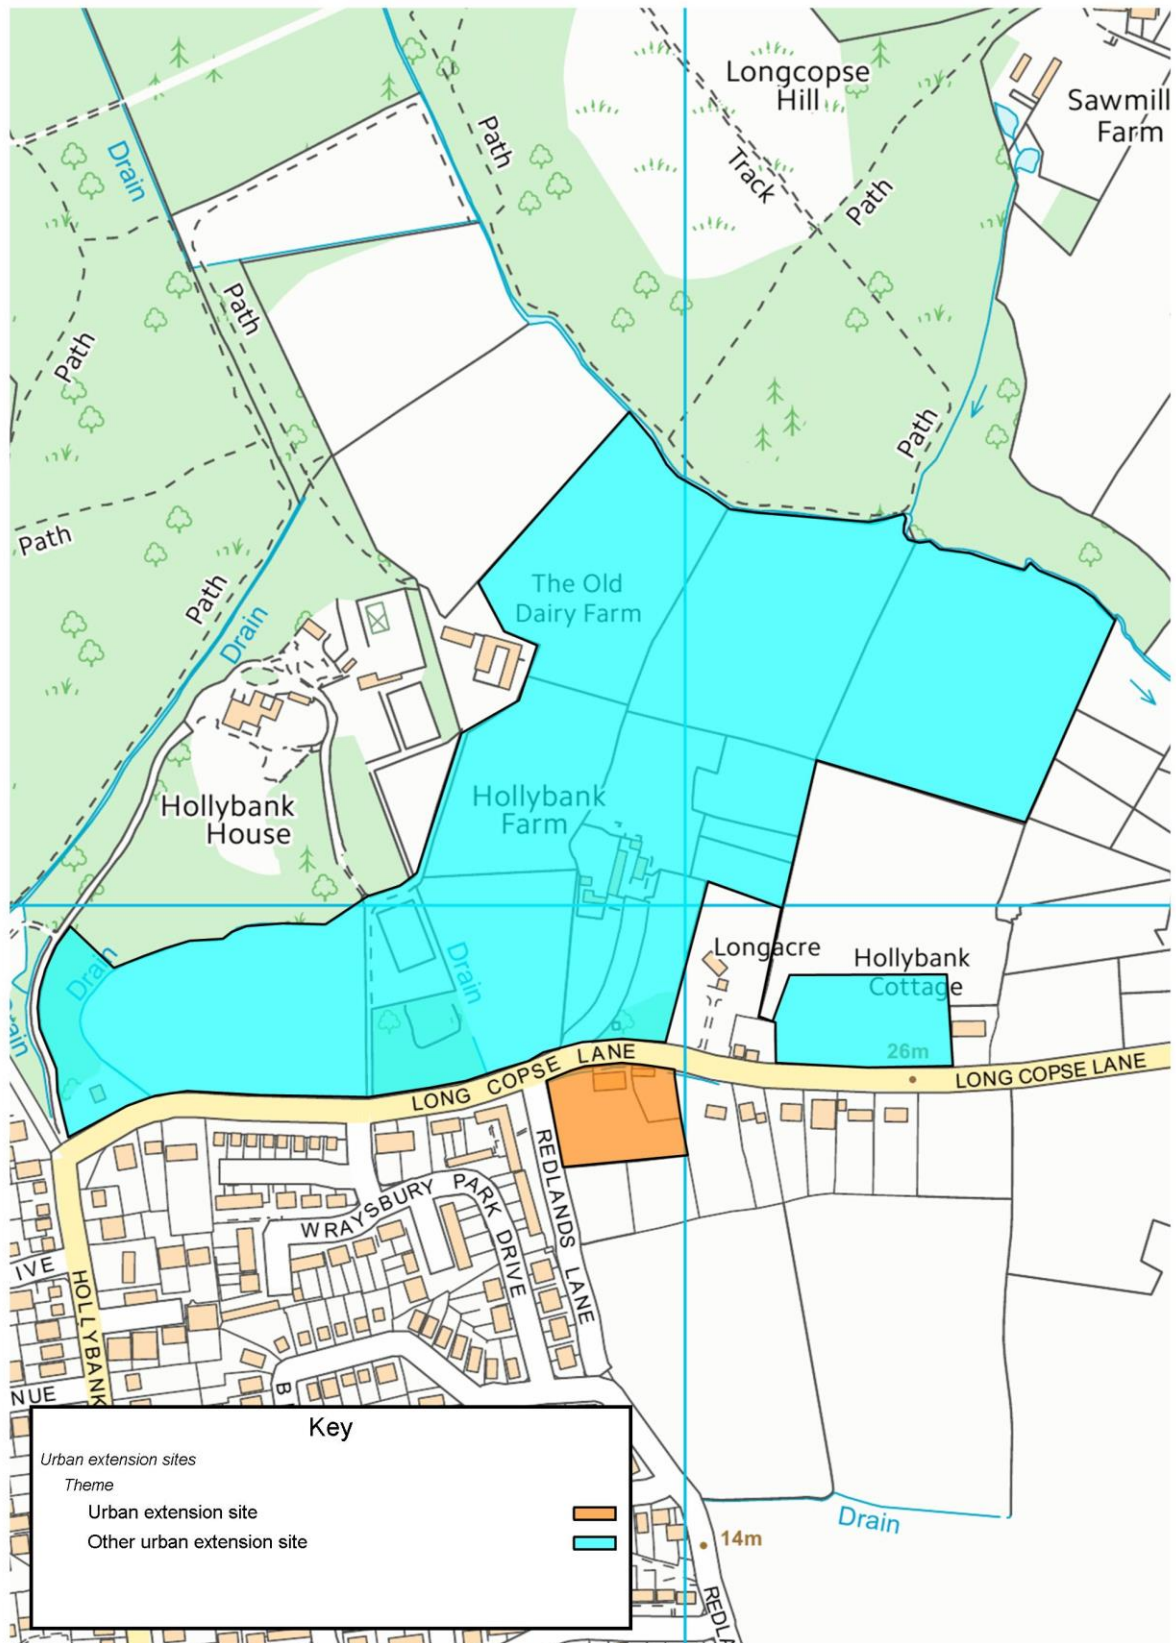 Longcopse
Hill
Sawmill
Farm
Path
Drain
Track
Path
Path
Path
Path
Path
Path
Drain
The Old
Dairy Farm
Hollybank
House
Hollybank
Farm
Longacre
Hollybank
Cottage
Drain
Drain
26m
LONG COPSE LANE
LONG COPSE LANE
REDLANDS LANE
WRAYSBURY PARK DRIVE
IVE
HOLLYBANK
NUE
B
Key
Urban extension sites
Theme
Urban extension site
Other urban extension site
Drain
14m
REDLA